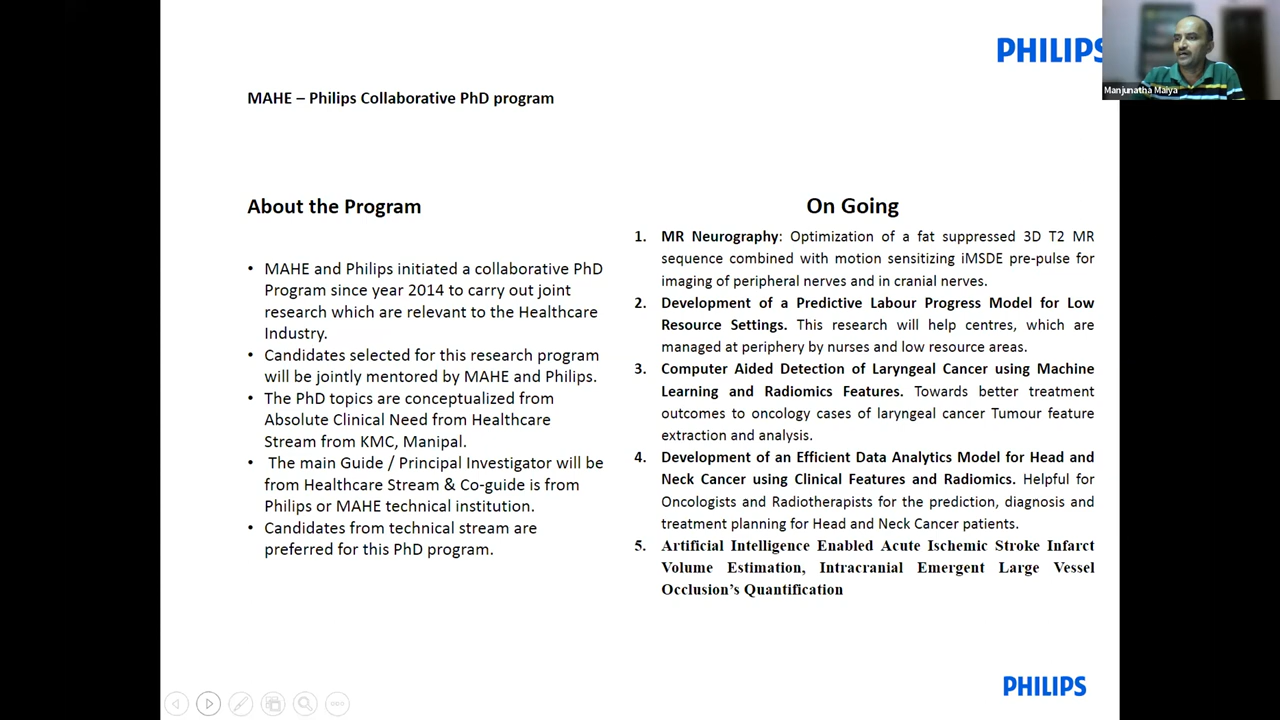 PHILIPS
Manjunatha Maiya
MAHE – Philips Collaborative PhD program
About the Program
• MAHE and Philips initiated a collaborative PhD
Program since year 2014 to carry out joint
research which are relevant to the Healthcare
Industry.
• Candidates selected for this research program
will be jointly mentored by MAHE and Philips.
• The PhD topics are conceptualized from
Absolute Clinical Need from Healthcare
Stream from KMC, Manipal.
• The main Guide / Principal Investigator will be
from Healthcare Stream & Co-guide is from
Philips or MAHE technical institution.
• Candidates from technical stream are
preferred for this PhD program.
On Going
1. MR Neurography: Optimization of a fat suppressed 3D T2 MR
sequence combined with motion sensitizing iMSDE pre-pulse for
imaging of peripheral nerves and in cranial nerves.
2. Development of a Predictive Labour Progress Model for Low
Resource Settings. This research will help centres, which are
managed at periphery by nurses and low resource areas.
3. Computer Aided Detection of Laryngeal Cancer using Machine
Learning and Radiomics Features. Towards better treatment
outcomes to oncology cases of laryngeal cancer Tumour feature
extraction and analysis.
4. Development of an Efficient Data Analytics Model for Head and
Neck Cancer using Clinical Features and Radiomics. Helpful for
Oncologists and Radiotherapists for the prediction, diagnosis and
treatment planning for Head and Neck Cancer patients.
5. Artificial Intelligence Enabled Acute Ischemic Stroke Infarct
Volume Estimation, Intracranial Emergent Large Vessel
Occlusion’s Quantification
PHILIPS